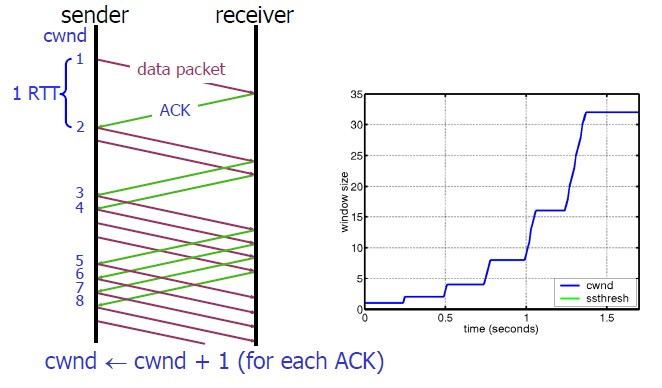 sender receiver
cwnd
1
data packet
1 RTT
ACK
2
3
4
5
6
7
8
cwnd ← cwnd + 1 (for each ACK)
35
30
25
20
15
10
5
0
window size
0 0.5 1 1.5
time (seconds)
cwnd
ssthresh